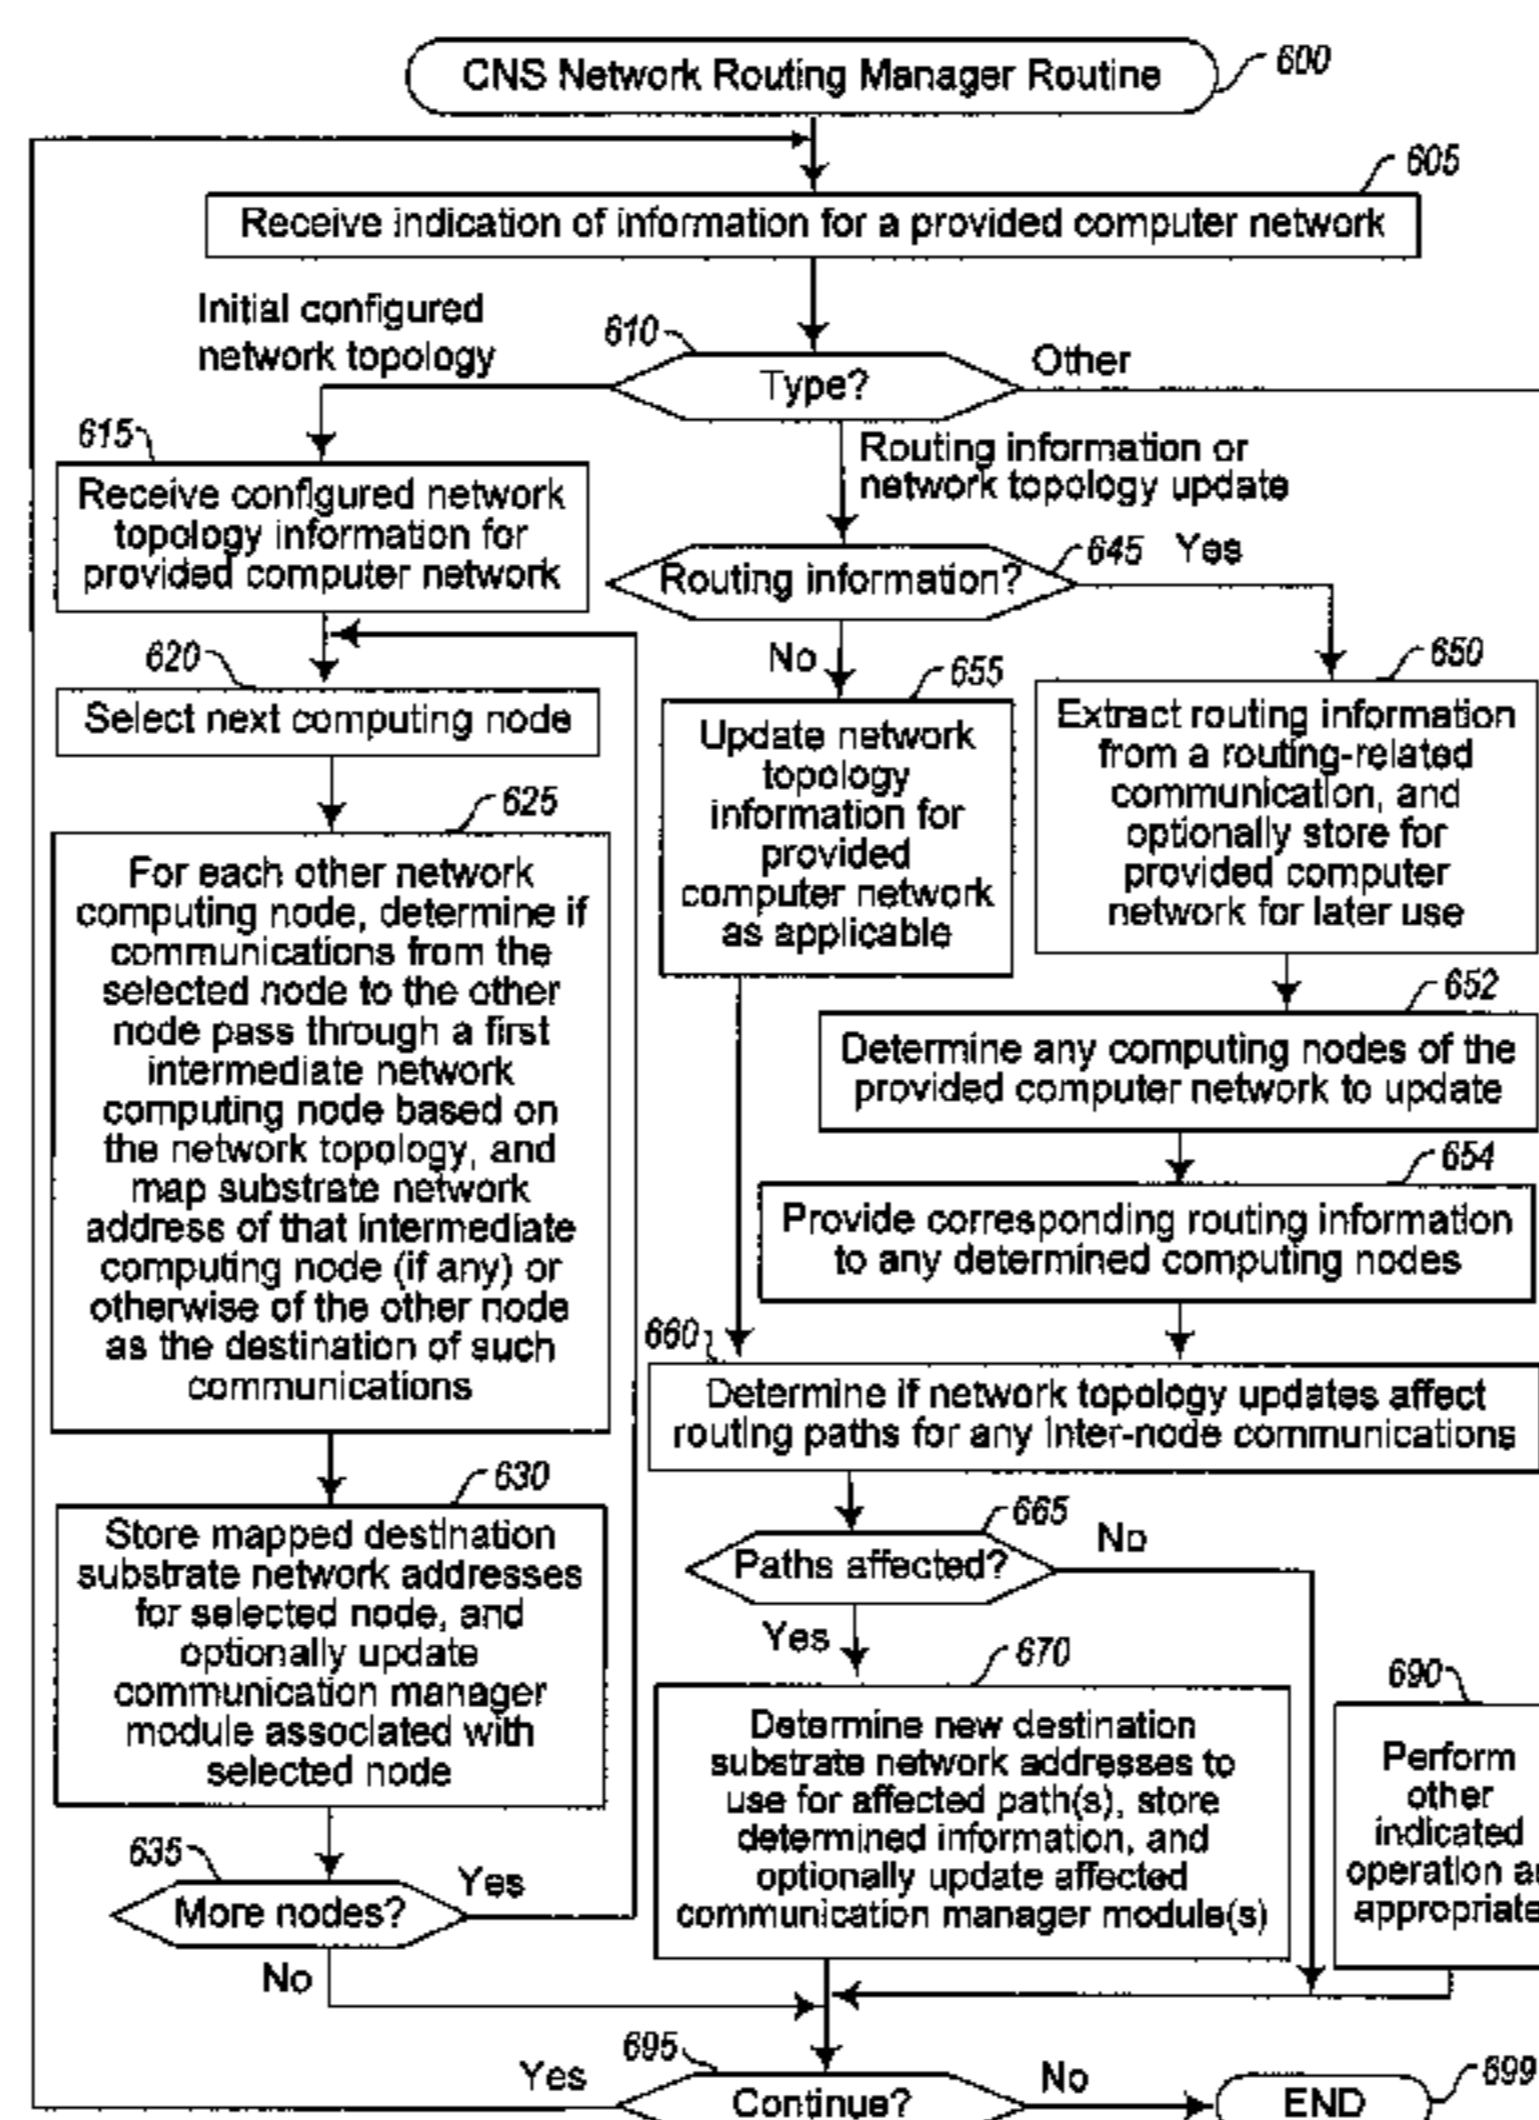 CNS Network Routing Manager Routine
600
605
Receive indication of information for a provided computer network
Initial configured
network topology
610
Type?
Other
Routing information or
network topology update
615
Receive configured network
topology information for
provided computer network
645
Routing information?
Yes
No
620
Select next computing node
655
Update network
topology
information for
provided
computer network
as applicable
650
Extract routing information
from a routing-related
communication, and
optionally store for
provided computer
network for later use
625
For each other network
computing node, determine if
communications from the
selected node to the other
node pass through a first
intermediate network
computing node based on
the network topology, and
map substrate network
address of that intermediate
computing node (if any) or
otherwise of the other node
as the destination of such
communications
652
Determine any computing nodes of the
provided computer network to update
654
Provide corresponding routing information
to any determined computing nodes
660
Determine if network topology updates affect
routing paths for any inter-node communications
630
Store mapped destination
substrate network addresses
for selected node, and
optionally update
communication manager
module associated with
selected node
665
Paths affected?
No
Yes
670
Determine new destination
substrate network addresses to
use for affected path(s), store
determined information, and
optionally update affected
communication manager module(s)
690
Perform
other
indicated
operation
appropriate
635
More nodes?
Yes
No
695
Continue?
Yes
No
END
699